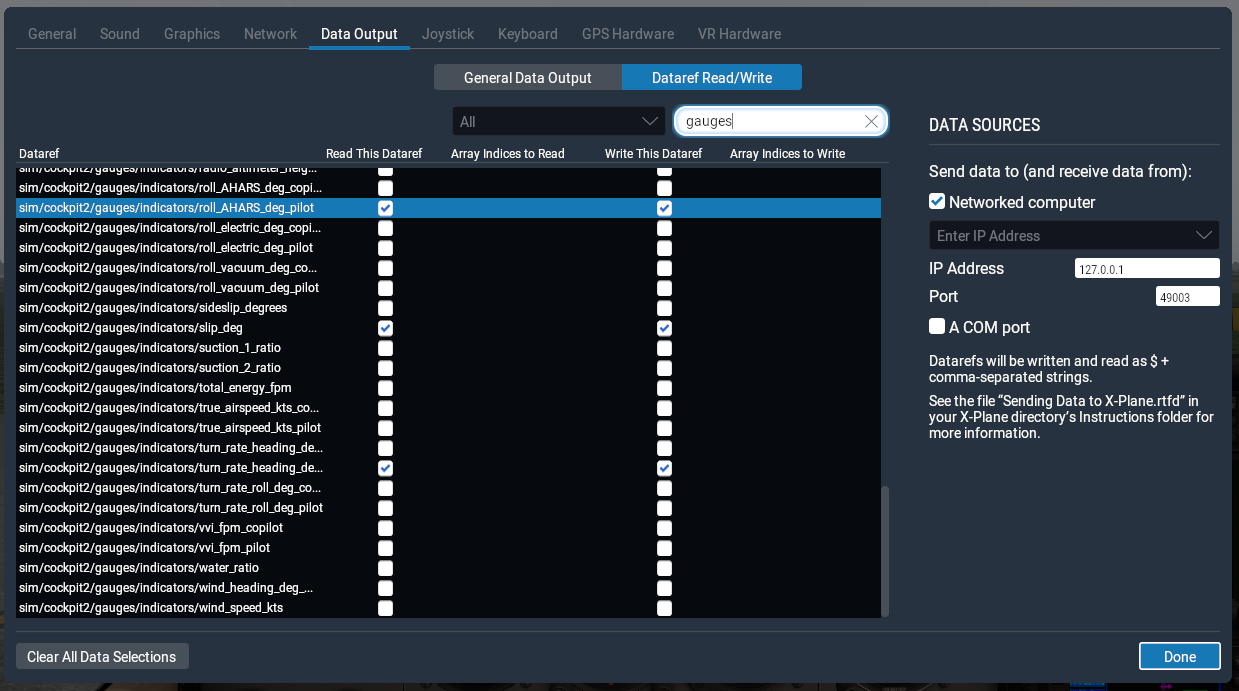 General Sound Graphics Network Data Output Joystick Keyboard GPS Hardware VR Hardware
General Data Output Dataref Read/Write
All gauges
Dataref Read This Dataref Array Indices to Read Write This Dataref Array Indices to Write
sim/cockpit2/gauges/indicators/radio_altimeter_heig...
sim/cockpit2/gauges/indicators/roll_AHARS_deg_copi...
sim/cockpit2/gauges/indicators/roll_AHARS_deg_pilot
sim/cockpit2/gauges/indicators/roll_electric_deg_copi...
sim/cockpit2/gauges/indicators/roll_electric_deg_pilot
sim/cockpit2/gauges/indicators/roll_vacuum_deg_co...
sim/cockpit2/gauges/indicators/roll_vacuum_deg_pilot
sim/cockpit2/gauges/indicators/sideslip_degrees
sim/cockpit2/gauges/indicators/slip_deg
sim/cockpit2/gauges/indicators/suction_1_ratio
sim/cockpit2/gauges/indicators/suction_2_ratio
sim/cockpit2/gauges/indicators/total_energy_fpm
sim/cockpit2/gauges/indicators/true_airspeed_kts_co...
sim/cockpit2/gauges/indicators/true_airspeed_kts_pilot
sim/cockpit2/gauges/indicators/turn_rate_heading_de...
sim/cockpit2/gauges/indicators/turn_rate_heading_de...
sim/cockpit2/gauges/indicators/turn_rate_roll_deg_co...
sim/cockpit2/gauges/indicators/turn_rate_roll_deg_pilot
sim/cockpit2/gauges/indicators/vvi_fpm_copilot
sim/cockpit2/gauges/indicators/vvi_fpm_pilot
sim/cockpit2/gauges/indicators/water_ratio
sim/cockpit2/gauges/indicators/wind_heading_deg_...
sim/cockpit2/gauges/indicators/wind_speed_kts
DATA SOURCES
Send data to (and receive data from):
Networked computer
Enter IP Address
IP Address 127.0.0.1
Port 49003
A COM port
Datarefs will be written and read as $ +
comma-separated strings.
See the file “Sending Data to X-Plane.rtfd” in
your X-Plane directory’s Instructions folder for
more information.
Clear All Data Selections
Done